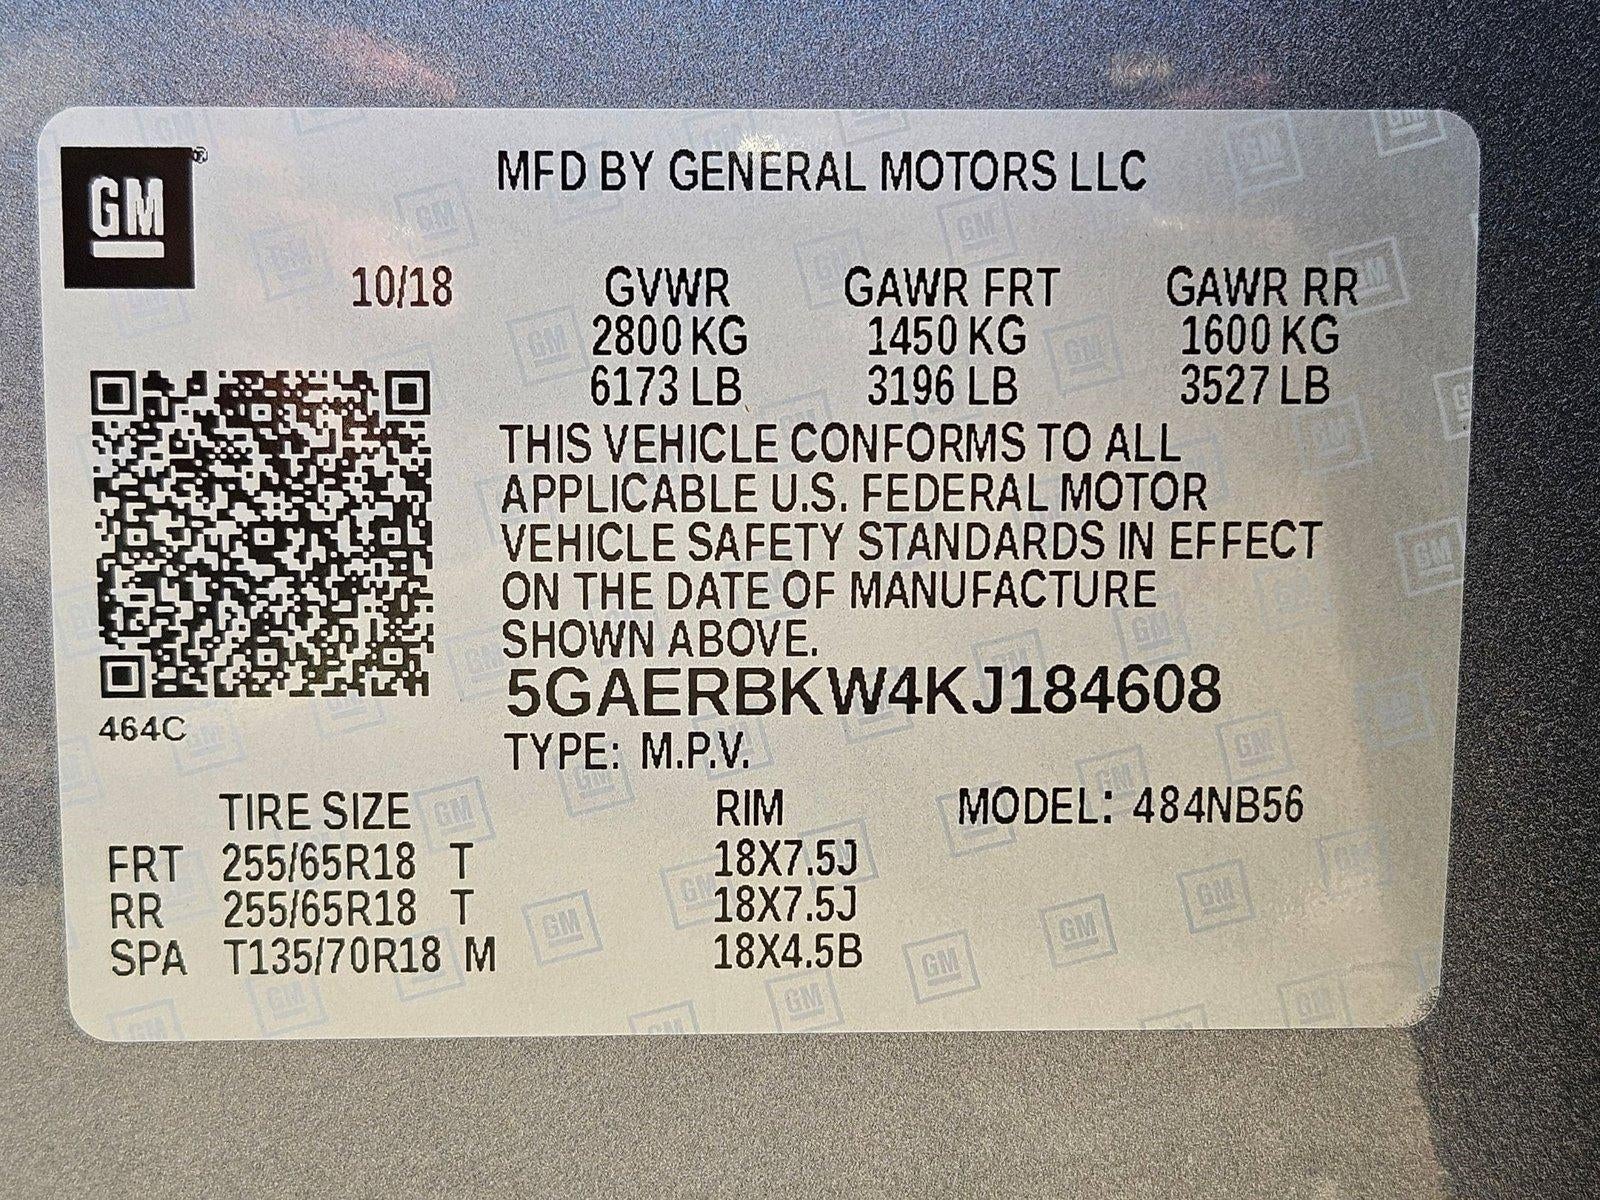 GM
MFD BY GENERAL MOTORS LLC
10/18 GVWR GAWR FRT GAWR RR
2800 KG 1450 KG 1600 KG
6173 LB 3196 LB 3527 LB
THIS VEHICLE CONFORMS TO ALL
APPLICABLE U.S. FEDERAL MOTOR
VEHICLE SAFETY STANDARDS IN EFFECT
ON THE DATE OF MANUFACTURE
SHOWN ABOVE.
5GAERBKW4KJ184608
464C
TYPE: M.P.V.
TIRE SIZE RIM MODEL: 484NB56
FRT 255/65R18 T 18X7.5J
RR 255/65R18 T 18X7.5J
SPA T135/70R18 M 18X4.5B